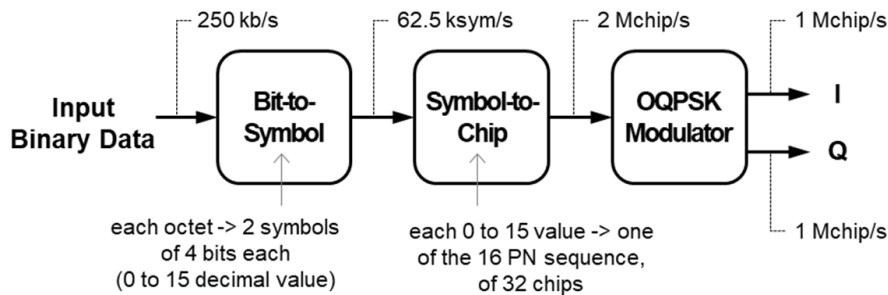 250 kb/s
62.5 ksym/s
2 Mchip/s
1 Mchip/s
Input
Binary Data
Bit-to-
Symbol
Symbol-to-
Chip
OQPSK
Modulator
I
Q
each octet -> 2 symbols
of 4 bits each
(0 to 15 decimal value)
each 0 to 15 value -> one
of the 16 PN sequence,
of 32 chips
1 Mchip/s